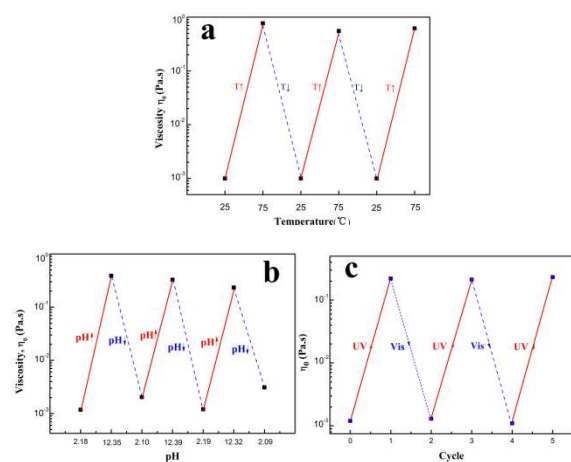 a
Viscosity η₀ (Pa.s)
10⁰
10⁻¹
10⁻²
10⁻³
T↑ T↓ T↑ T↓ T↑
25 75 25 75 25 75
Temperature(℃)
b
Viscosity, η₀ (Pa.s)
10⁰
10⁻¹
10⁻²
10⁻³
pH pH pH pH pH pH
2.18 12.35 2.10 12.39 2.19 12.32 2.09
pH
c
η₀ (Pa.s)
10⁻¹
10⁻²
10⁻³
UV Vis UV Vis UV
0 1 2 3 4 5
Cycle